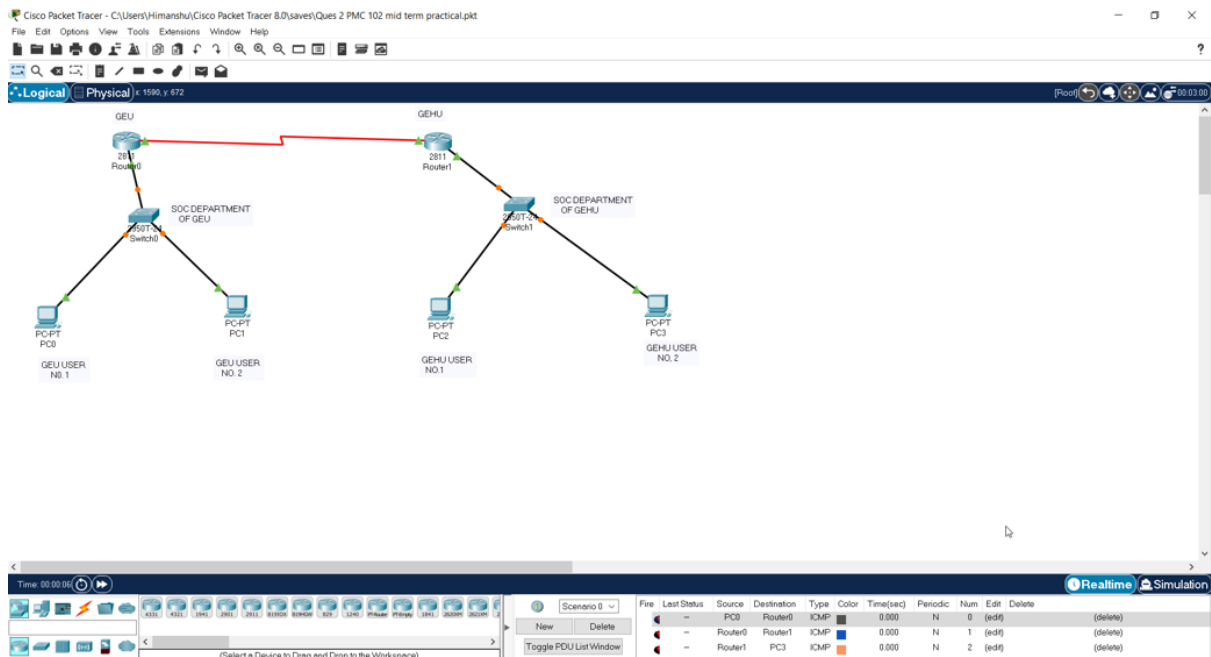 Cisco Packet Tracer - C:\Users\Himanshu\Cisco Packet Tracer 8.0\saves\Ques 2 PMC 102 mid term practical.pkt
File Edit Options View Tools Extensions Window Help
?
Logical Physical x: 1590, y: 672 [Root] 00:03:00
GEU
GEHU
2811
Router0
2811
Router1
SOC DEPARTMENT
OF GEU
SOC DEPARTMENT
OF GEHU
2950T-24
Switch0
2950T-24
Switch1
PC-PT
PC0
PC-PT
PC1
PC-PT
PC2
PC-PT
PC3
GEU USER
N0. 1
GEU USER
NO. 2
GEHU USER
NO.1
GEHU USER
NO. 2
Time: 00:00:06 Realtime Simulation
4331 4321 1941 2901 2911 819IOX 819HGW 829 1240 PT-Router PT-Empty 1841 2620XM 2621XM
(Select a Device to Drag and Drop to the Workspace)
Scenario 0
New Delete
Toggle PDU List Window
Fire Last Status Source Destination Type Color Time(sec) Periodic Num Edit Delete
-- PC0 Router0 ICMP 0.000 N 0 (edit) (delete)
-- Router0 Router1 ICMP 0.000 N 1 (edit) (delete)
-- Router1 PC3 ICMP 0.000 N 2 (edit) (delete)